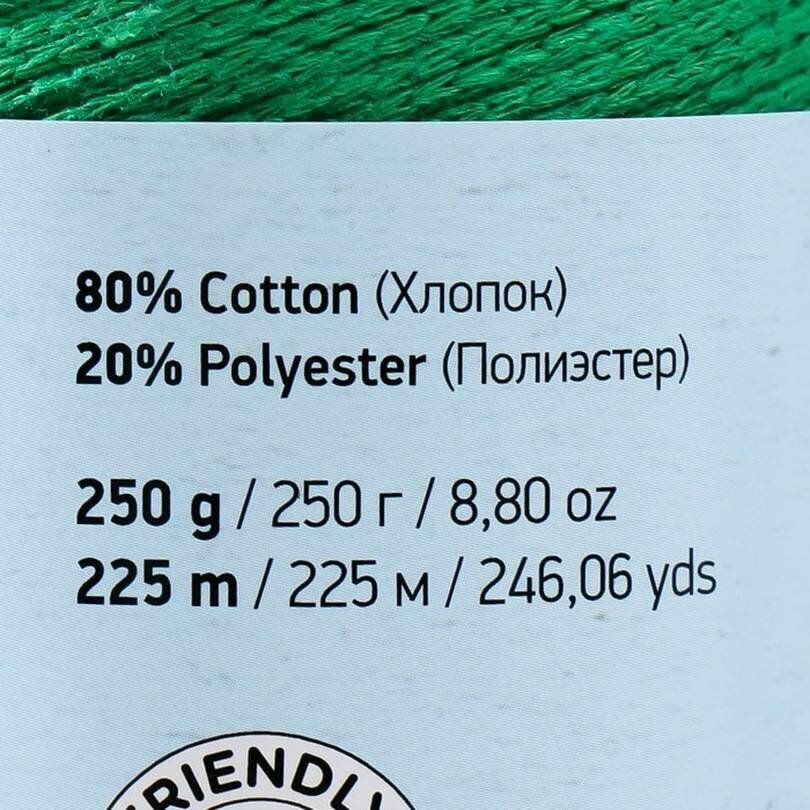 80% Cotton (Хлопок)
20% Polyester (Полиэстер)
250 g / 250 г / 8,80 oz
225 m / 225 м / 246,06 yds